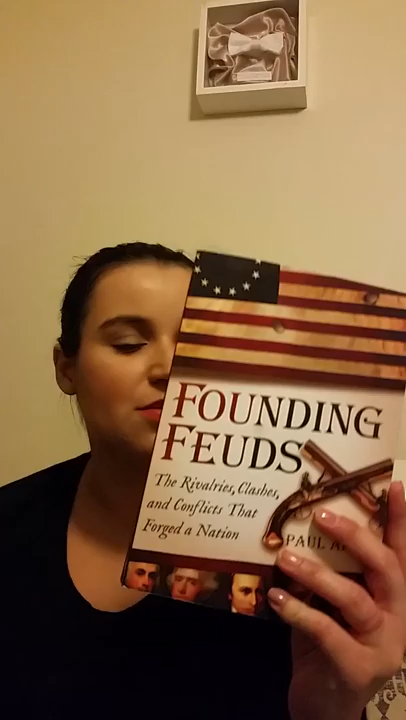 FOUNDING
FEUDS
The Rivalries, Clashes,
and Conflicts That
Forged a Nation
PAUL